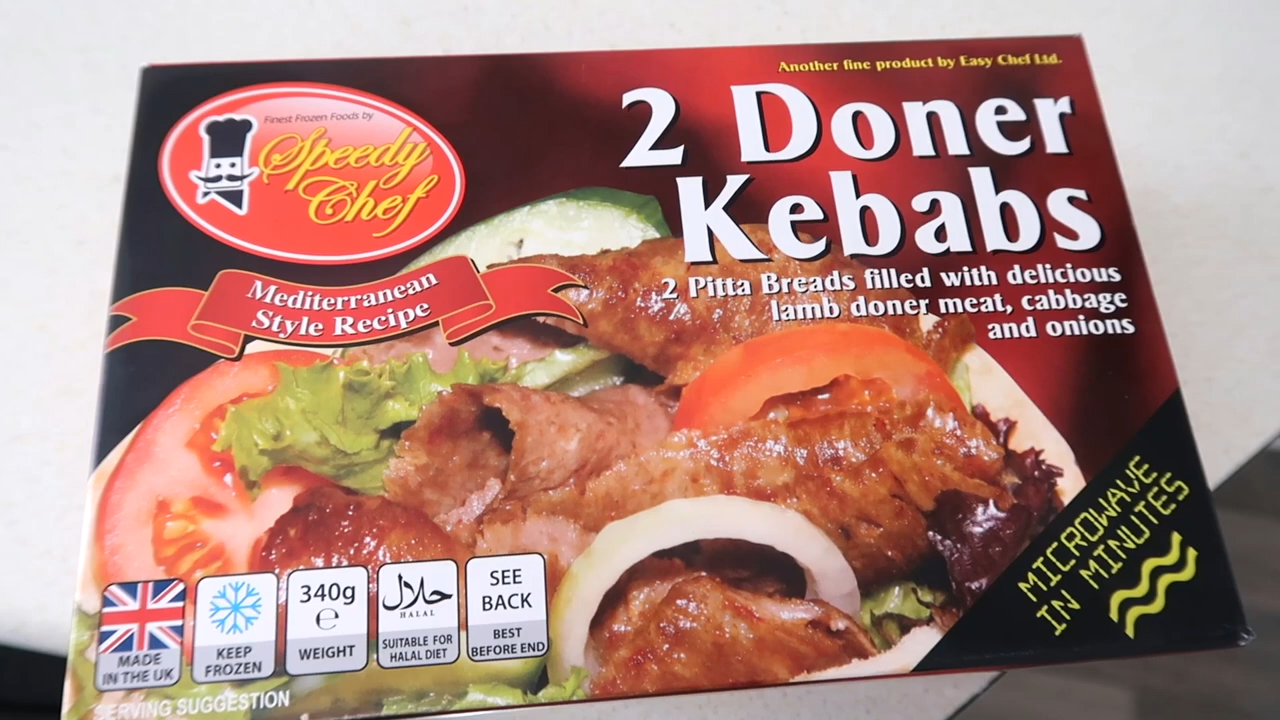 Another fine product by Easy Chef Ltd.
Finest Frozen Foods by
Speedy
Chef
2 Doner
Kebabs
Mediterranean
Style Recipe
2 Pitta Breads filled with delicious
lamb doner meat, cabbage
and onions
MICROWAVE
IN MINUTES
MADE
IN THE UK
KEEP
FROZEN
340g
e
WEIGHT
حلال
HALAL
SUITABLE FOR
HALAL DIET
SEE
BACK
BEST
BEFORE END
SERVING SUGGESTION